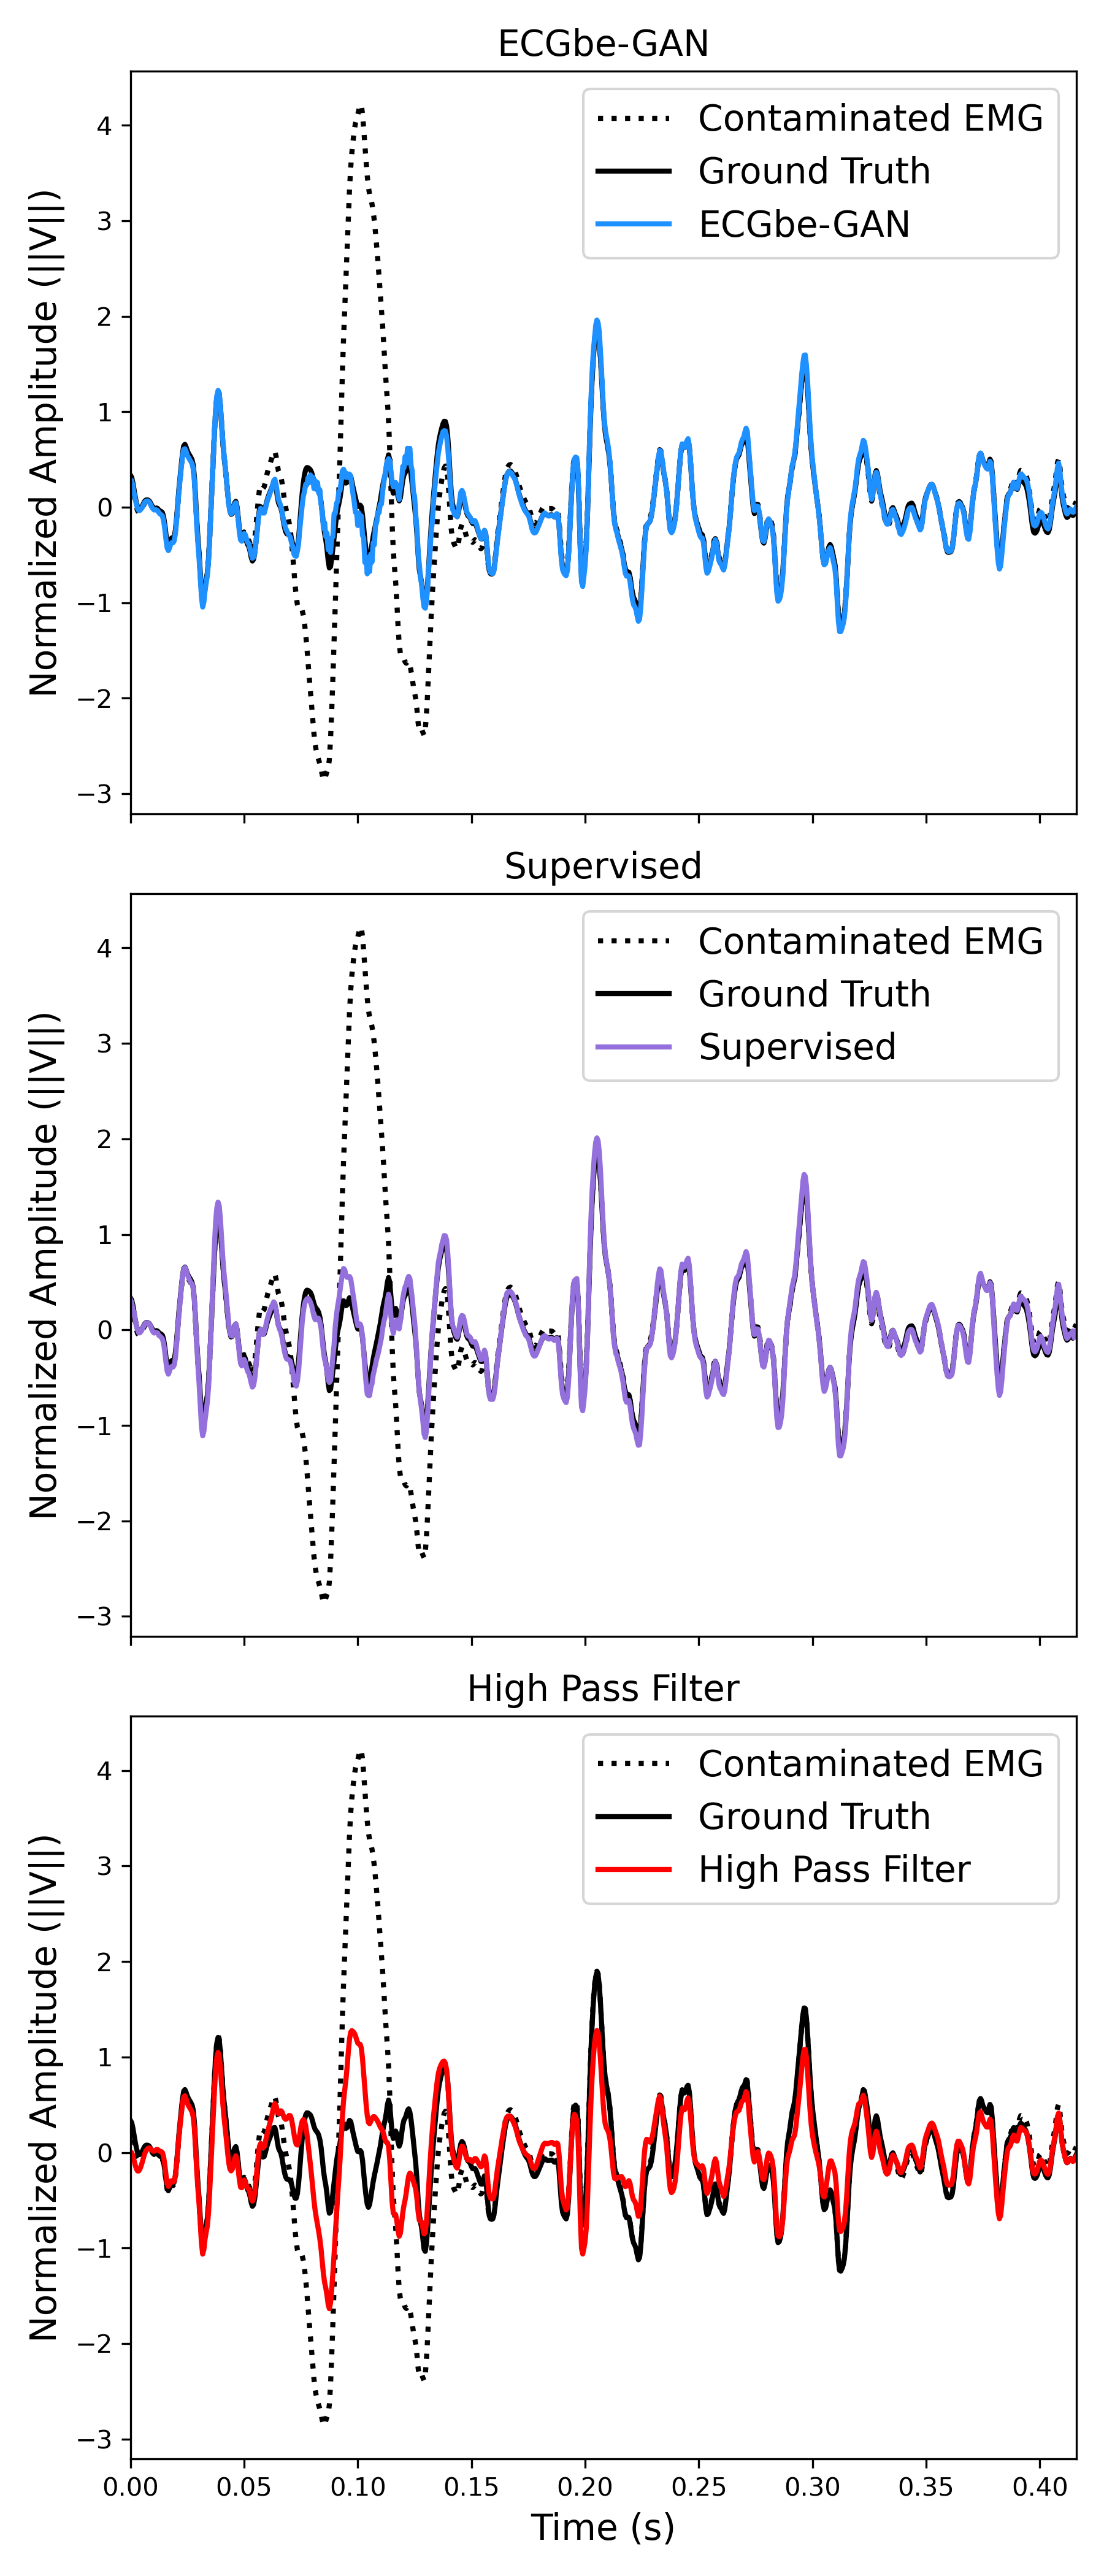 ECGbe-GAN
Contaminated EMG
Ground Truth
ECGbe-GAN
Normalized Amplitude (||V||)
4
3
2
1
0
−1
−2
−3
Supervised
Contaminated EMG
Ground Truth
Supervised
Normalized Amplitude (||V||)
4
3
2
1
0
−1
−2
−3
High Pass Filter
Contaminated EMG
Ground Truth
High Pass Filter
Normalized Amplitude (||V||)
4
3
2
1
0
−1
−2
−3
0.00 0.05 0.10 0.15 0.20 0.25 0.30 0.35 0.40
Time (s)